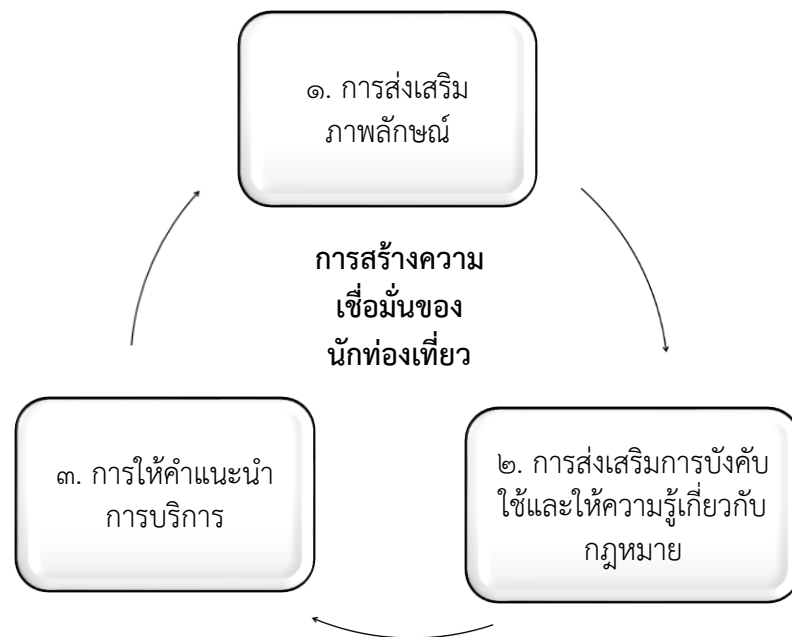 ๑. การส่งเสริม
ภาพลักษณ์
การสร้างความ
เชื่อมั่นของ
นักท่องเที่ยว
๓. การให้คำแนะนำ
การบริการ
๒. การส่งเสริมการบังคับ
ใช้และให้ความรู้เกี่ยวกับ
กฎหมาย